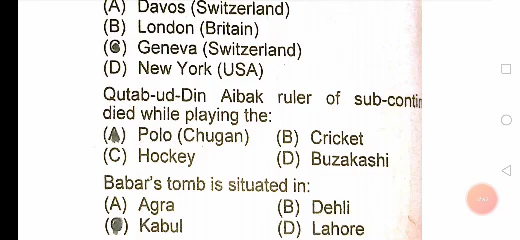 (A) Davos (Switzerland)
(B) London (Britain)
(C) Geneva (Switzerland)
(D) New York (USA)
Qutab-ud-Din Aibak ruler of sub-contin
died while playing the:
(A) Polo (Chugan) (B) Cricket
(C) Hockey (D) Buzakashi
Babar's tomb is situated in:
(A) Agra (B) Dehli
( ) Kabul (D) Lahore